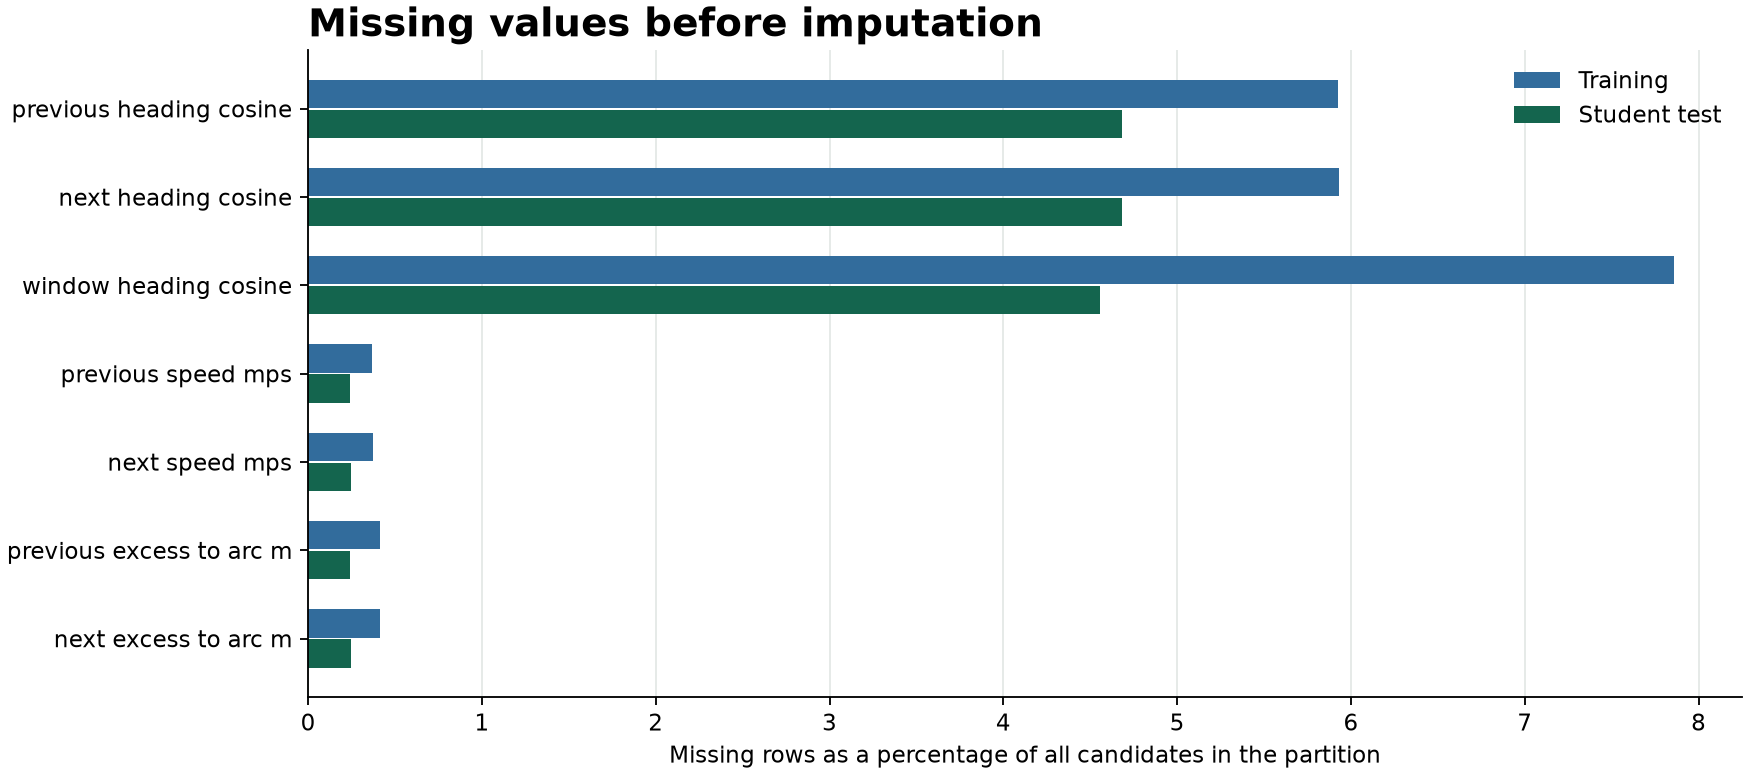 Missing values before imputation
Training
Student test
previous heading cosine
next heading cosine
window heading cosine
previous speed mps
next speed mps
previous excess to arc m
next excess to arc m
0 1 2 3 4 5 6 7 8
Missing rows as a percentage of all candidates in the partition